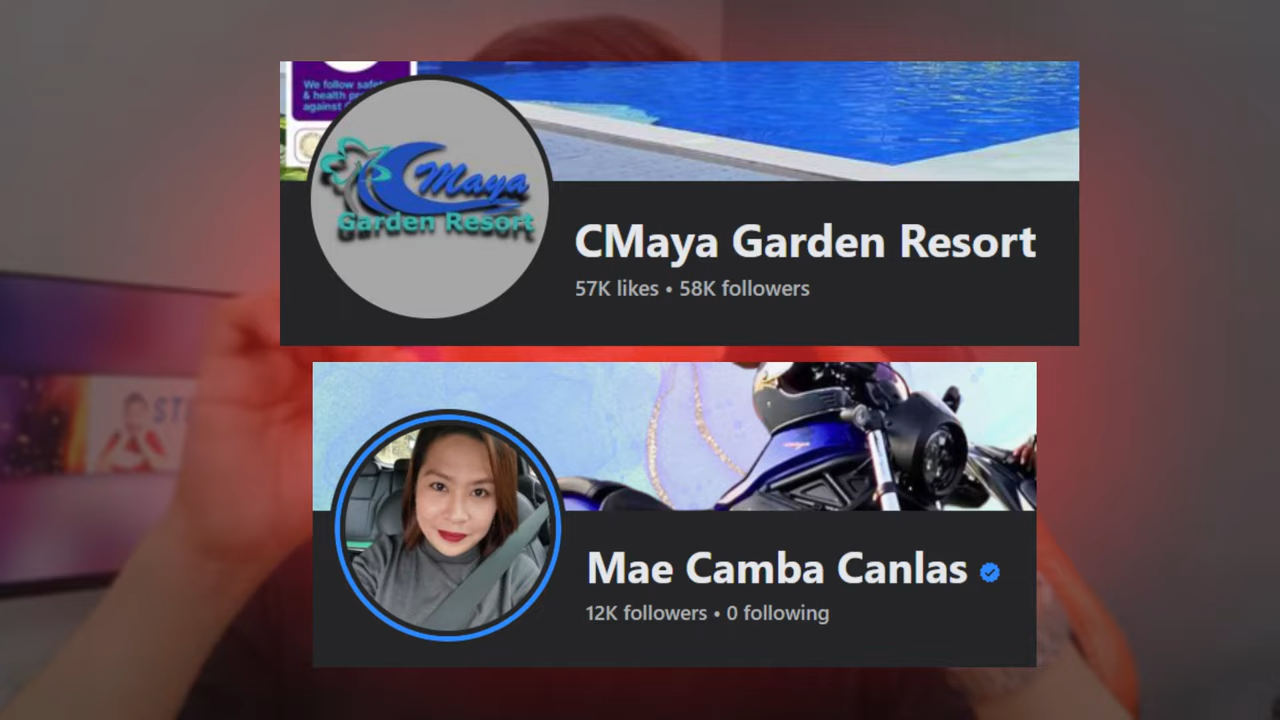 We follow safe
& health pr
against
Maya
Garden Resort
CMaya Garden Resort
57K likes • 58K followers
ST
Mae Camba Canlas
12K followers • 0 following